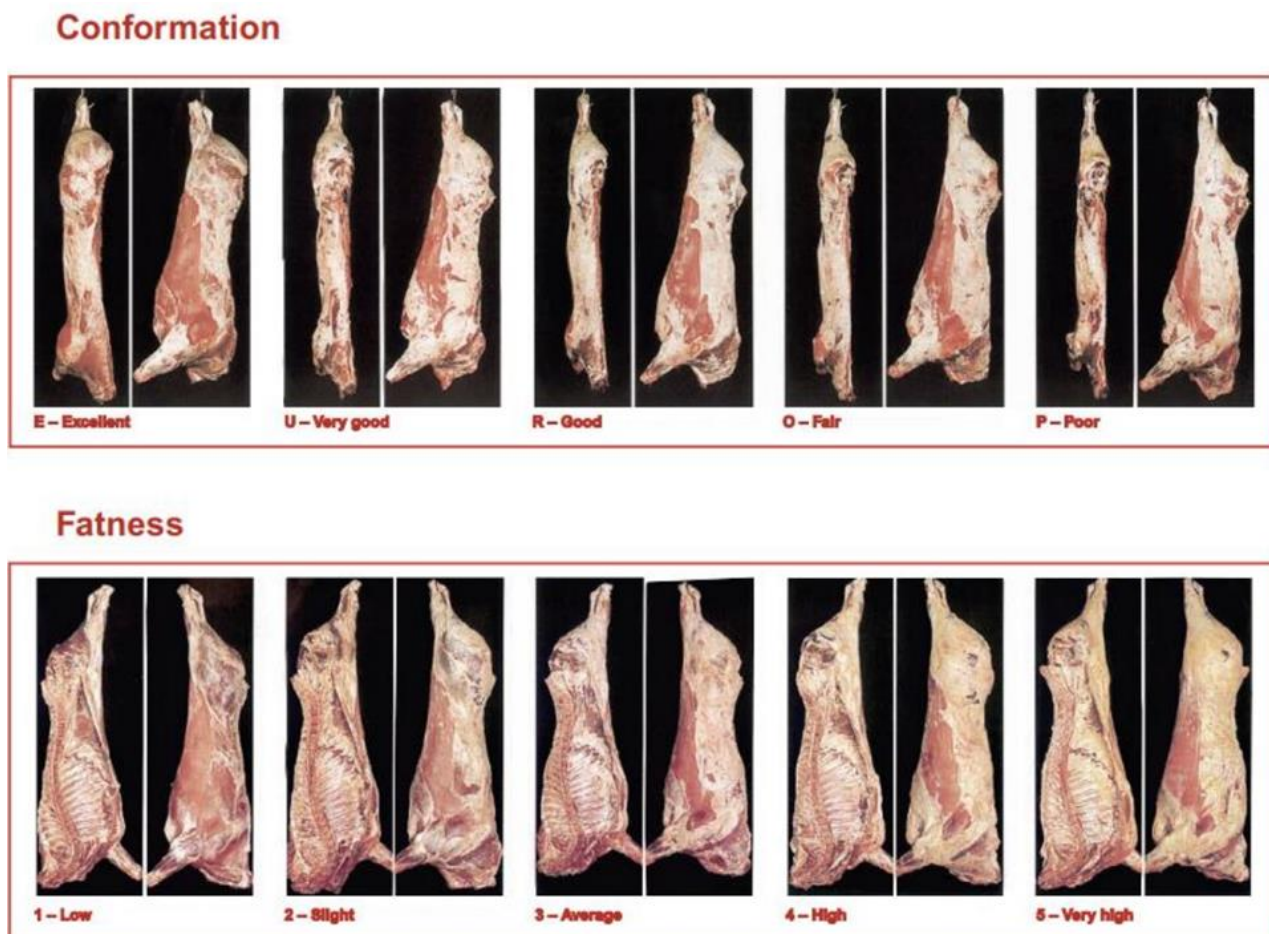 Conformation
E – Excellent
U – Very good
R – Good
O – Fair
P – Poor
Fatness
1 – Low
2 – Slight
3 – Average
4 – High
5 – Very high